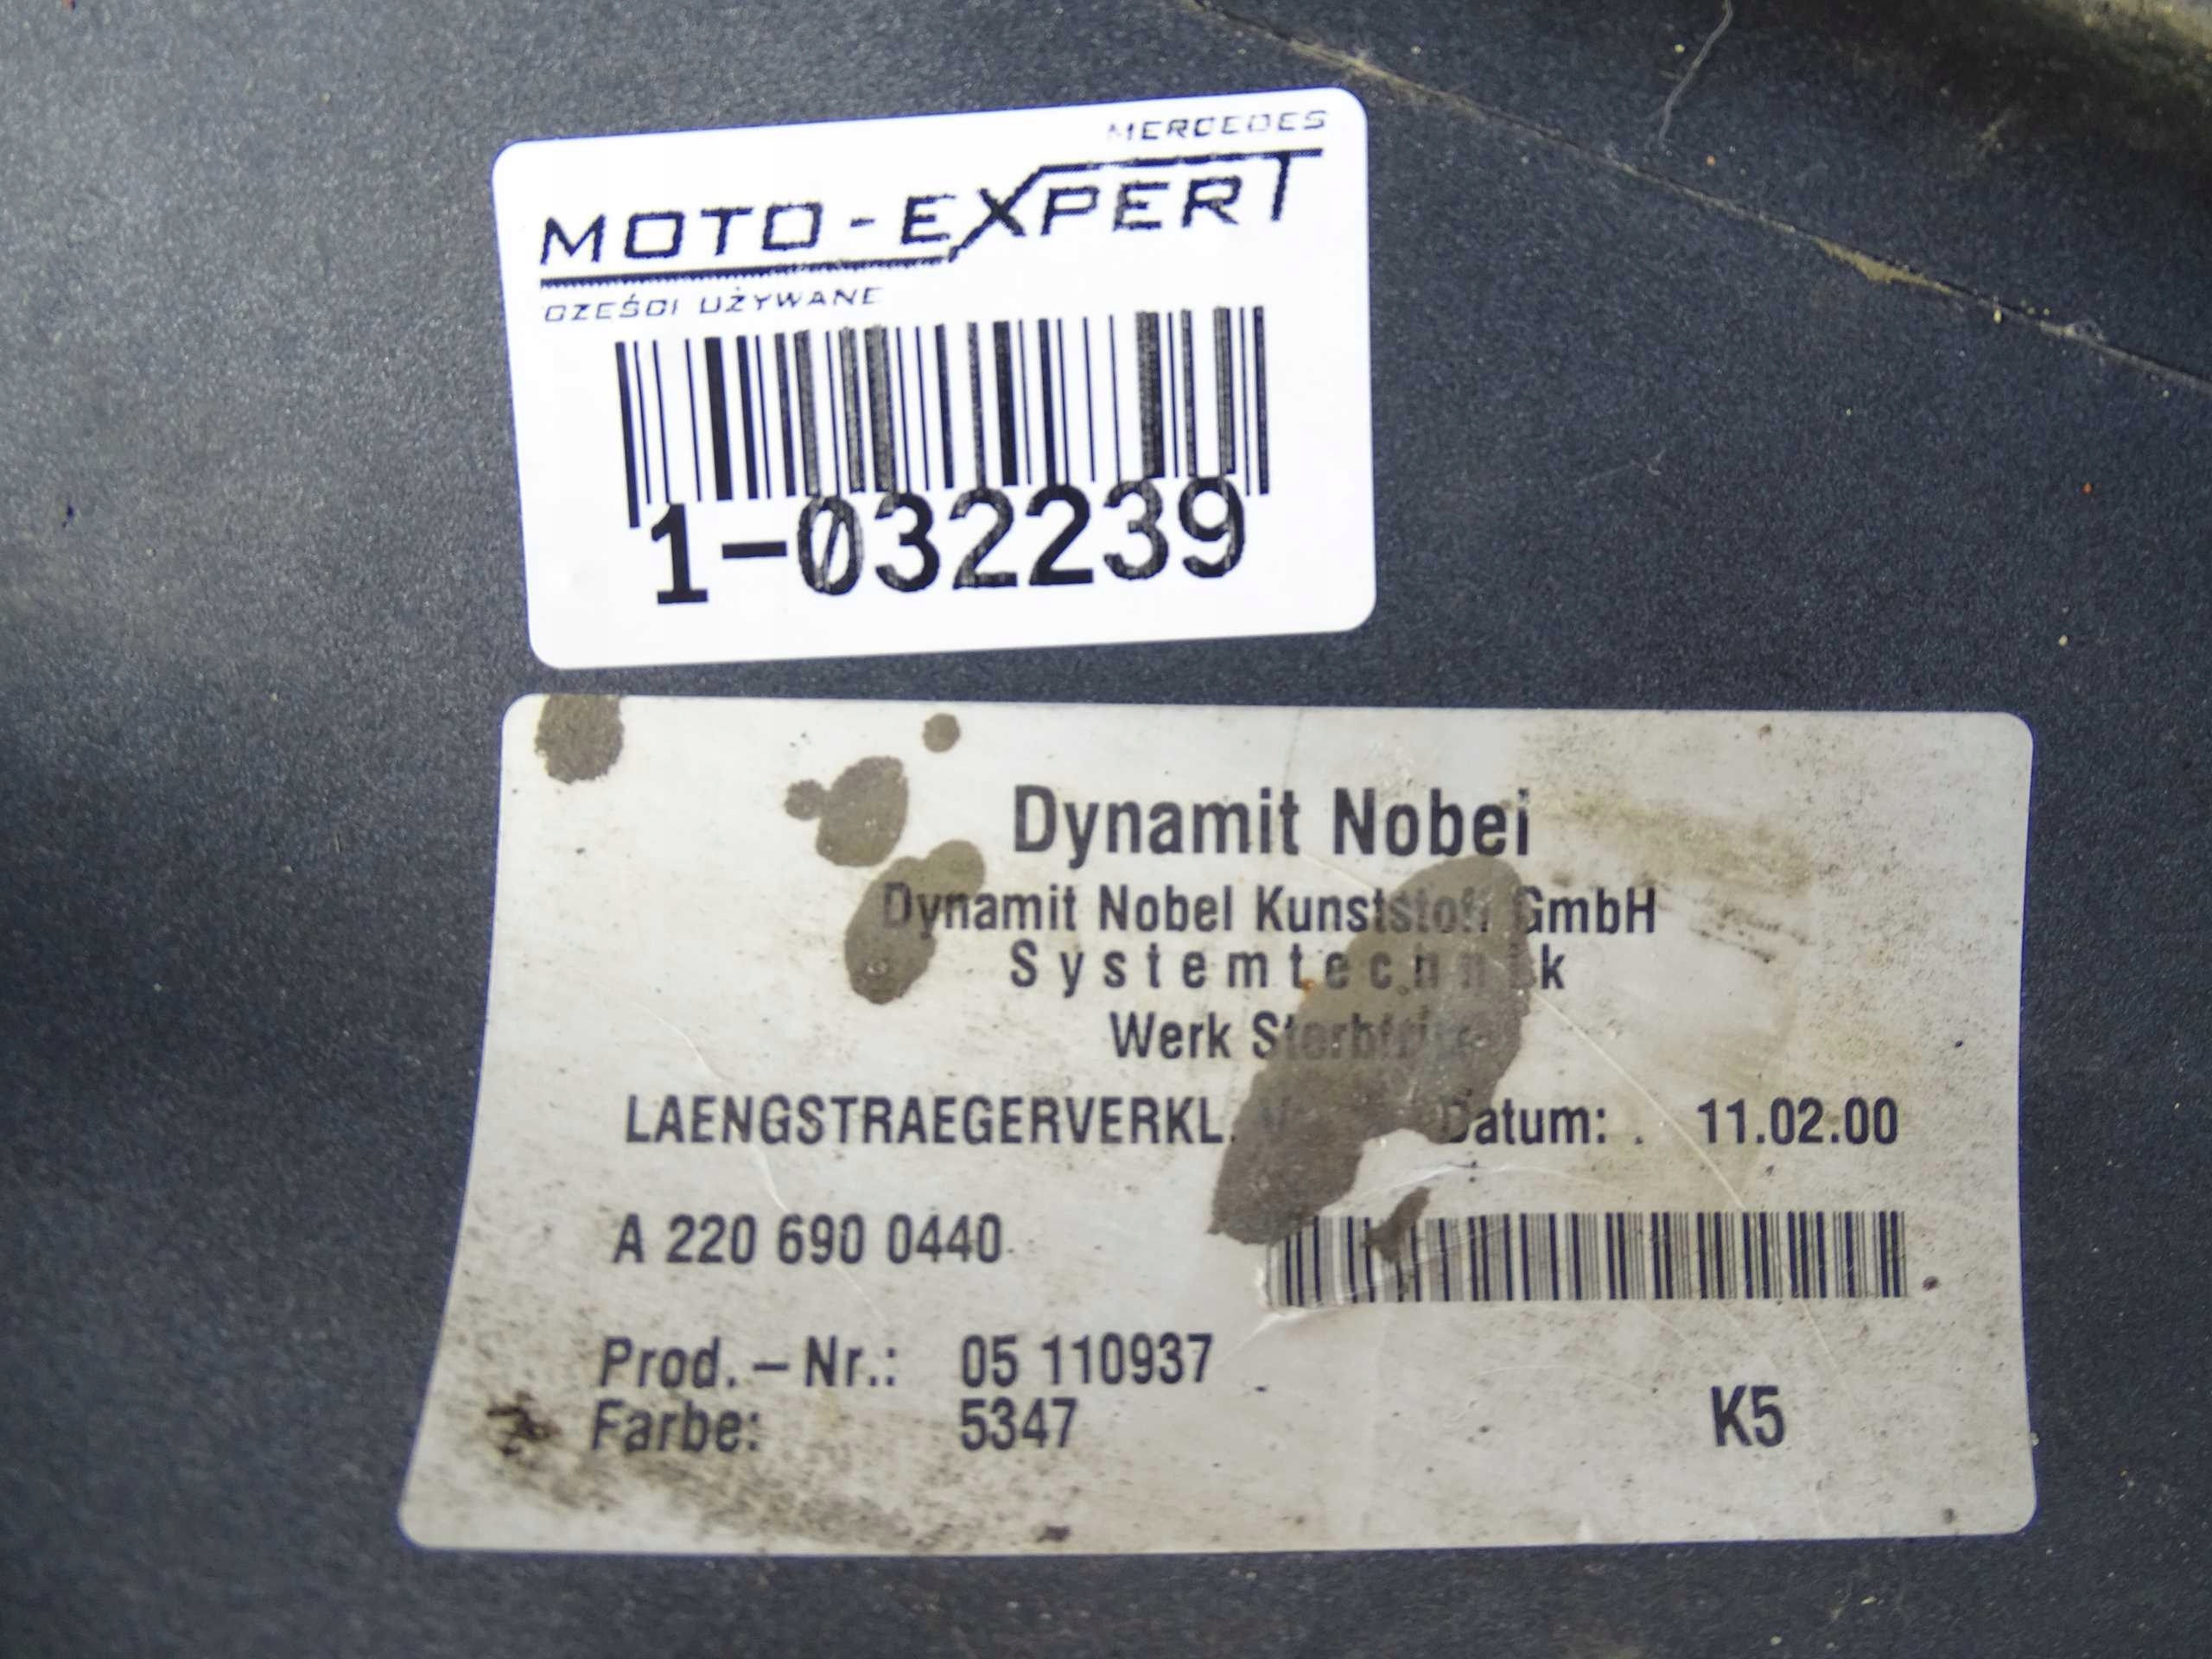 MERCEDES
MOTO-EXPERT
CZEŚCI UŻYWANE
1-032239
Dynamit Nobel
Dynamit Nobel Kunststoff GmbH
Systemtechnik
Werk
LAENGSTRAEGERVERKL. Datum: . 11.02.00
A 220 690 0440
Prod.-Nr.: 05 110937
Farbe: 5347 K5